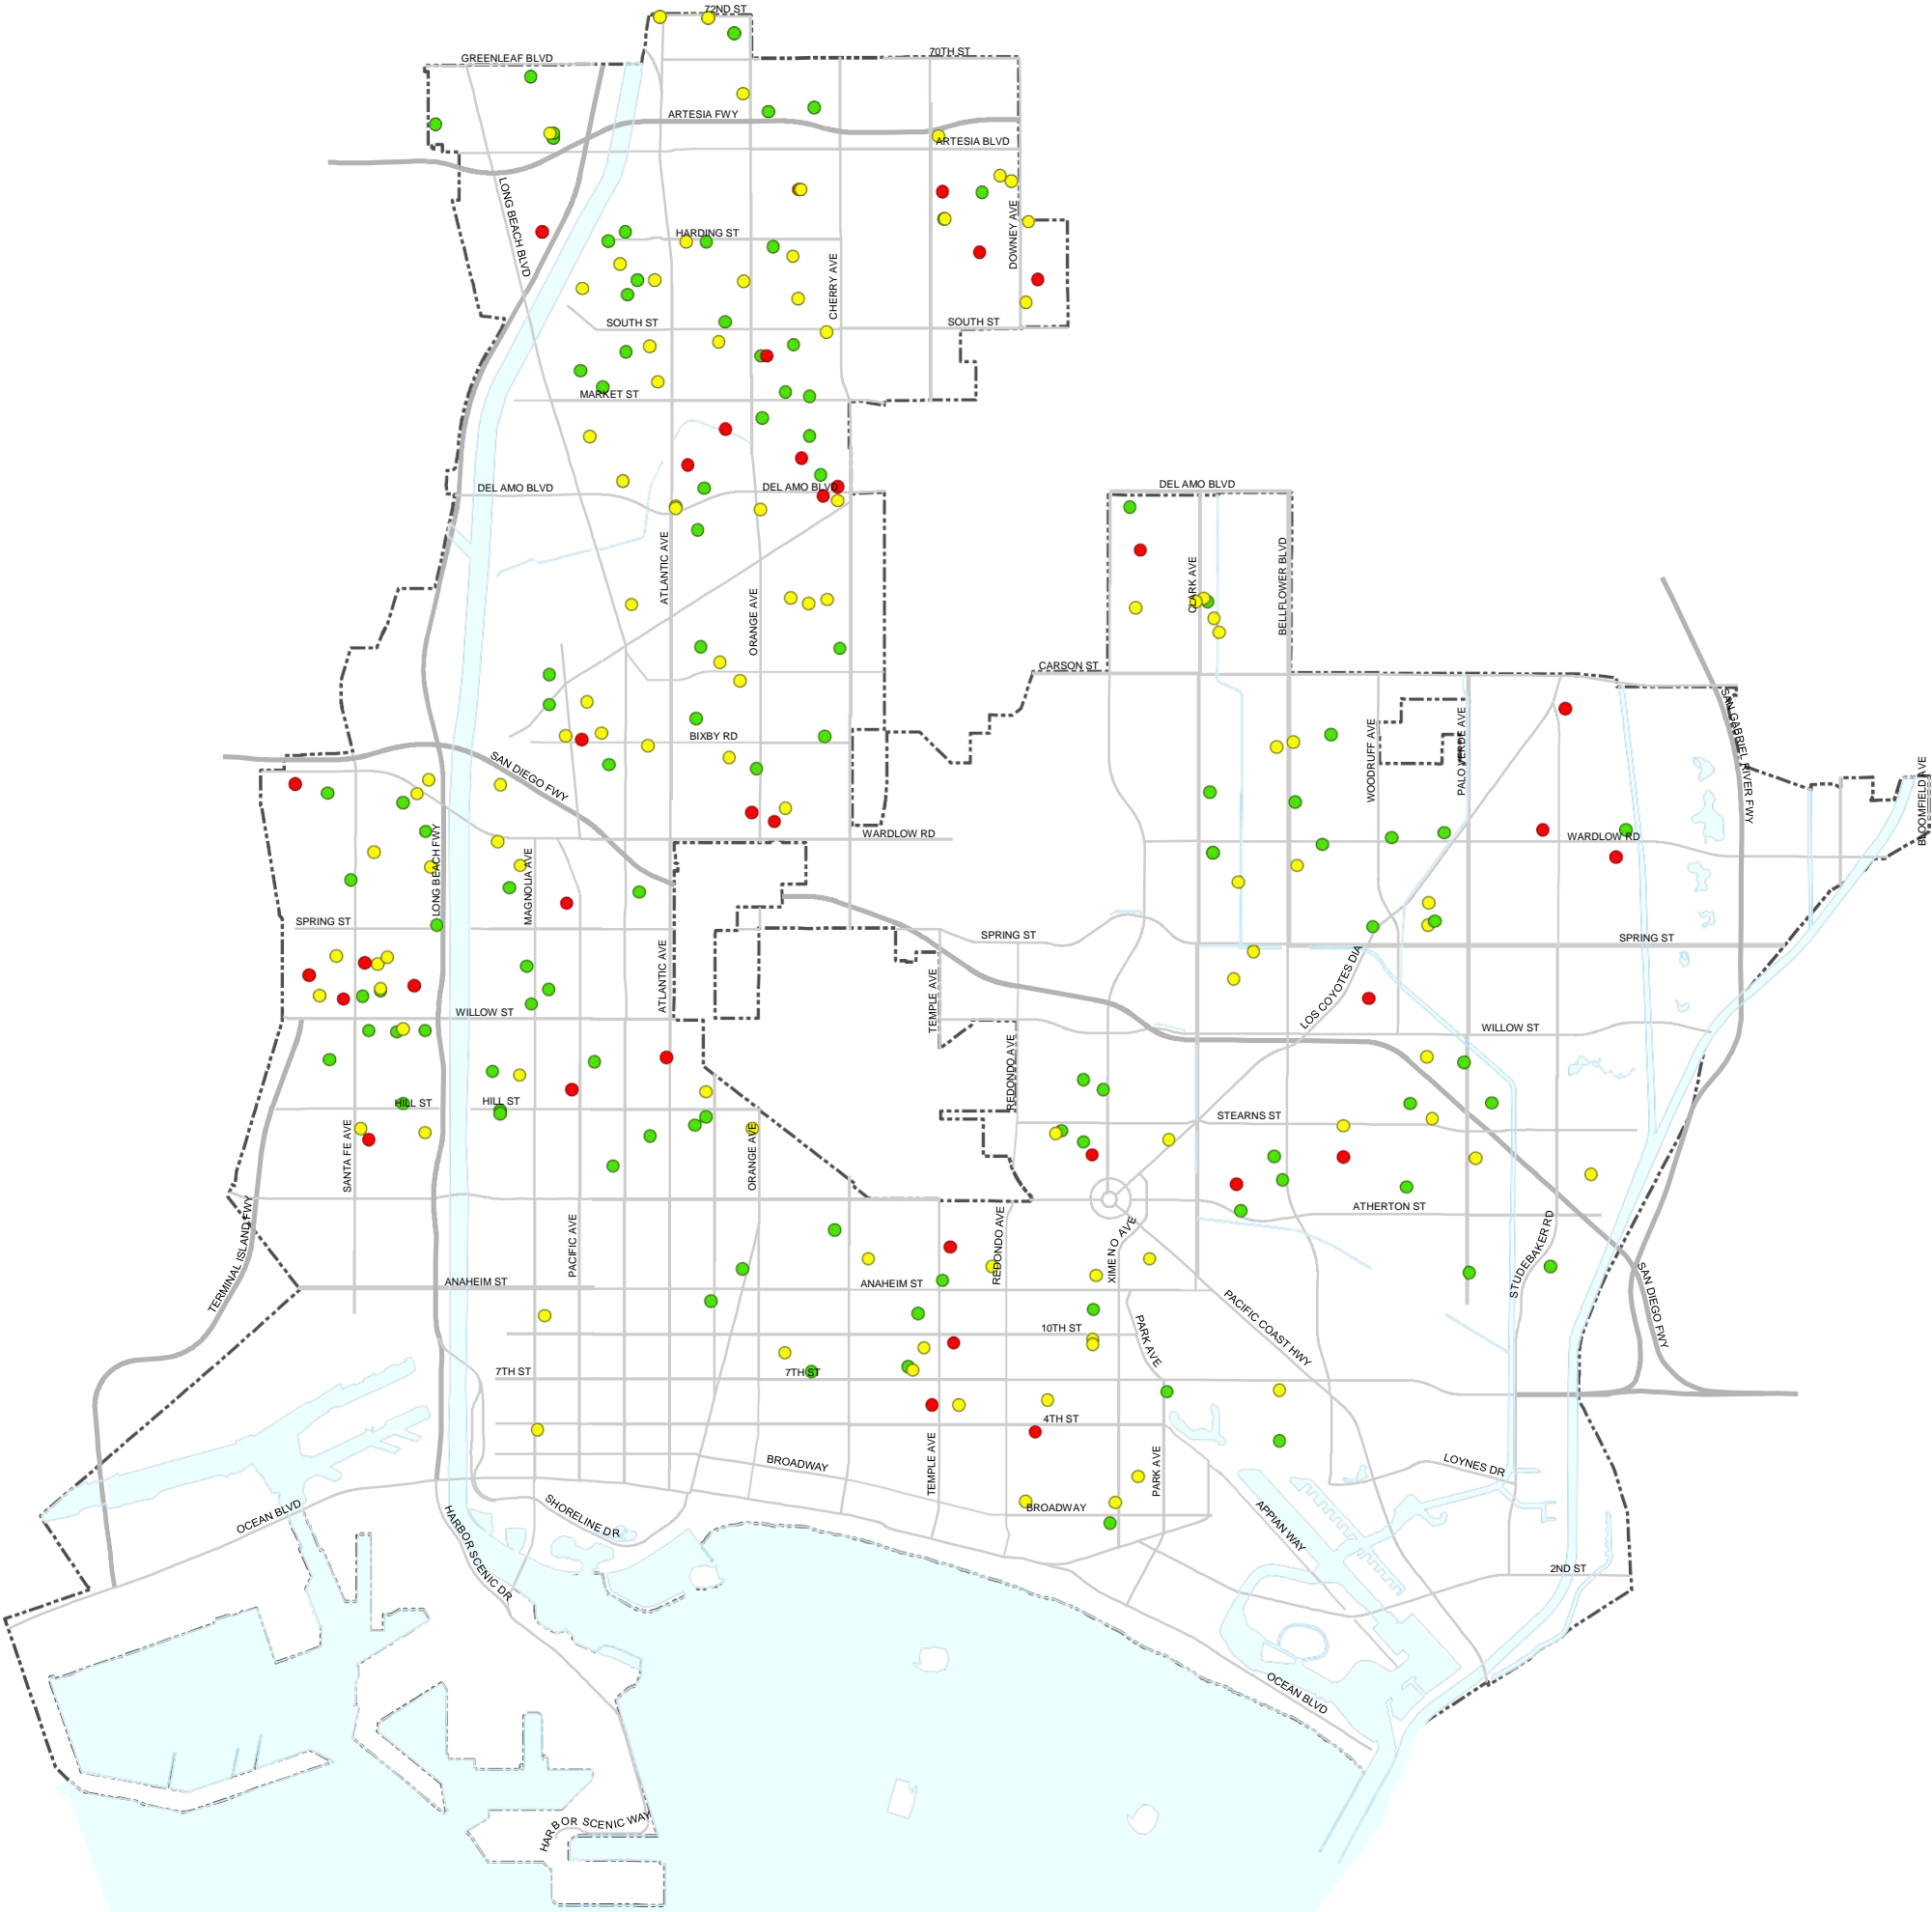 72ND ST
70TH ST
GREENLEAF BLVD
ARTESIA FWY
ARTESIA BLVD
LONG BEACH BLVD
HARDING ST
DOWNEY AVE
CHERRY AVE
SOUTH ST
SOUTH ST
MARKET ST
DEL AMO BLVD
DEL AMO BLVD
DEL AMO BLVD
ATLANTIC AVE
ORANGE AVE
CLARK AVE
BELLFLOWER BLVD
CARSON ST
BIXBY RD
WOODRUFF AVE
PALO VERDE AVE
SAN GABRIEL RIVER FWY
SAN DIEGO FWY
BLOOMFIELD AVE
WARDLOW RD
WARDLOW RD
LONG BEACH FWY
MAGNOLIA AVE
SPRING ST
SPRING ST
SPRING ST
ATLANTIC AVE
TEMPLE AVE
LOS COYOTES DIA
WILLOW ST
WILLOW ST
REDONDO AVE
HILL ST
HILL ST
STEARNS ST
SANTA FE AVE
ORANGE AVE
ATHERTON ST
TERMINAL ISLAND FWY
PACIFIC AVE
REDONDO AVE
XIMENO AVE
STUDEBAKER RD
ANAHEIM ST
ANAHEIM ST
SAN DIEGO FWY
PACIFIC COAST HWY
10TH ST
PARK AVE
7TH ST
7TH ST
4TH ST
BROADWAY
TEMPLE AVE
PARK AVE
LOYNES DR
OCEAN BLVD
SHORELINE DR
BROADWAY
APPIAN WAY
HARBOR SCENIC DR
2ND ST
OCEAN BLVD
HARBOR SCENIC WAY